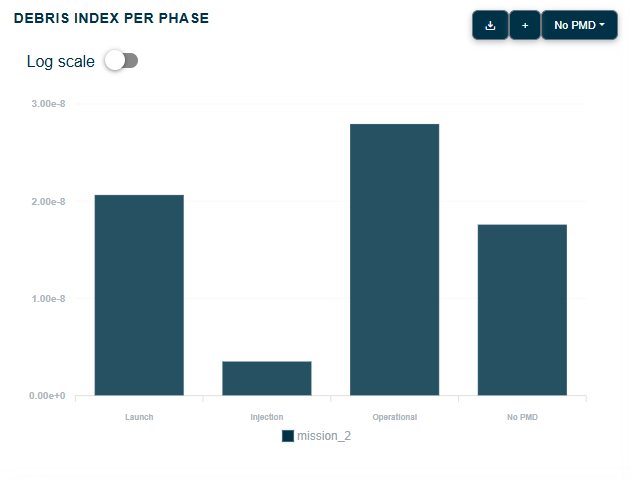 DEBRIS INDEX PER PHASE
+
No PMD
Log scale
3.00e-8
2.00e-8
1.00e-8
0.00e+0
Launch Injection Operational No PMD
mission_2